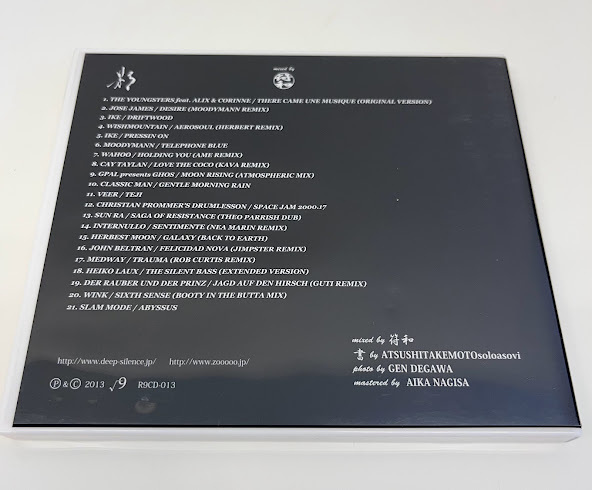 影
mixed by
1. THE YOUNGSTERS feat. ALIX & CORINNE / THERE CAME UNE MUSIQUE (ORIGINAL VERSION)
2. JOSE JAMES / DESIRE (MOODYMANN REMIX)
3. IKE / DRIFTWOOD
4. WISHMOUNTAIN / AEROSOUL (HERBERT REMIX)
5. IKE / PRESSIN ON
6. MOODYMANN / TELEPHONE BLUE
7. WAHOO / HOLDING YOU (AME REMIX)
8. CAY TAYLAN / LOVE THE COCO (KAVA REMIX)
9. GPAL presents GHOS / MOON RISING (ATMOSPHERIC MIX)
10. CLASSIC MAN / GENTLE MORNING RAIN
11. VEER / TEJI
12. CHRISTIAN PROMMER'S DRUMLESSON / SPACE JAM 2000.17
13. SUN RA / SAGA OF RESISTANCE (THEO PARRISH DUB)
14. INTERNULLO / SENTIMENTE (NEA MARIN REMIX)
15. HERBEST MOON / GALAXY (BACK TO EARTH)
16. JOHN BELTRAN / FELICIDAD NOVA (JIMPSTER REMIX)
17. MEDWAY / TRAUMA (ROB CURTIS REMIX)
18. HEIKO LAUX / THE SILENT BASS (EXTENDED VERSION)
19. DER RAUBER UND DER PRINZ / JAGD AUF DEN HIRSCH (GUTI REMIX)
20. WINK / SIXTH SENSE (BOOTY IN THE BUTTA MIX)
21. SLAM MODE / ABYSSUS
mixed by 符和
書 by ATSUSHITAKEMOTOsoloasovi
photo by GEN DEGAWA
mastered by AIKA NAGISA
http://www.deep-silence.jp/ http://www.zooooo.jp/
Ⓟ & Ⓒ 2013 √9 R9CD-013